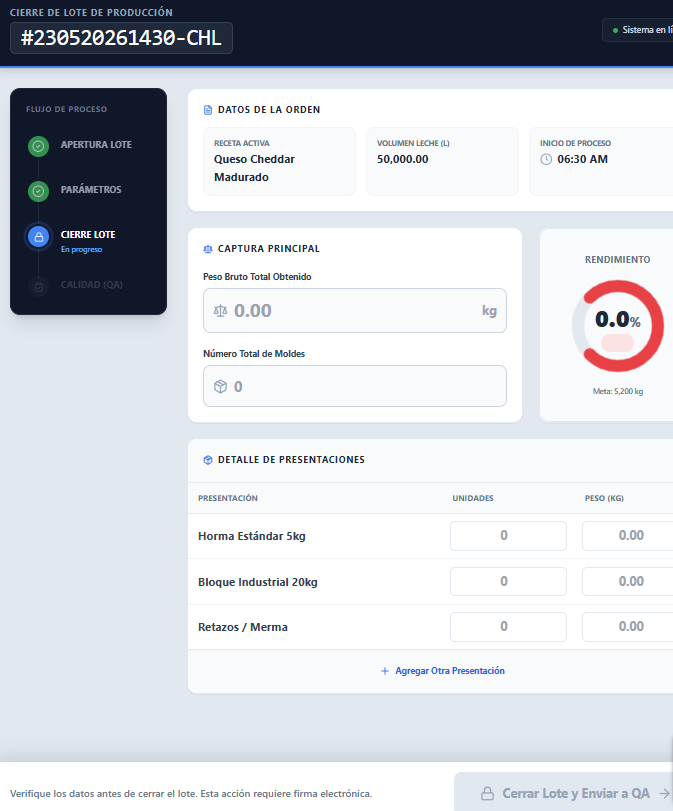 CIERRE DE LOTE DE PRODUCCIÓN
#230520261430-CHL
Sistema en
FLUJO DE PROCESO
APERTURA LOTE
PARÁMETROS
CIERRE LOTE
En progreso
CALIDAD (QA)
DATOS DE LA ORDEN
RECETA ACTIVA
Queso Cheddar
Madurado
VOLUMEN LECHE (L)
50,000.00
INICIO DE PROCESO
06:30 AM
CAPTURA PRINCIPAL
Peso Bruto Total Obtenido
0.00 kg
Número Total de Moldes
0
RENDIMIENTO
0.0%
Meta: 5,200 kg
DETALLE DE PRESENTACIONES
PRESENTACIÓN UNIDADES PESO (KG)
Horma Estándar 5kg 0 0.00
Bloque Industrial 20kg 0 0.00
Retazos / Merma 0 0.00
+ Agregar Otra Presentación
Verifique los datos antes de cerrar el lote. Esta acción requiere firma electrónica.
Cerrar Lote y Enviar a QA →